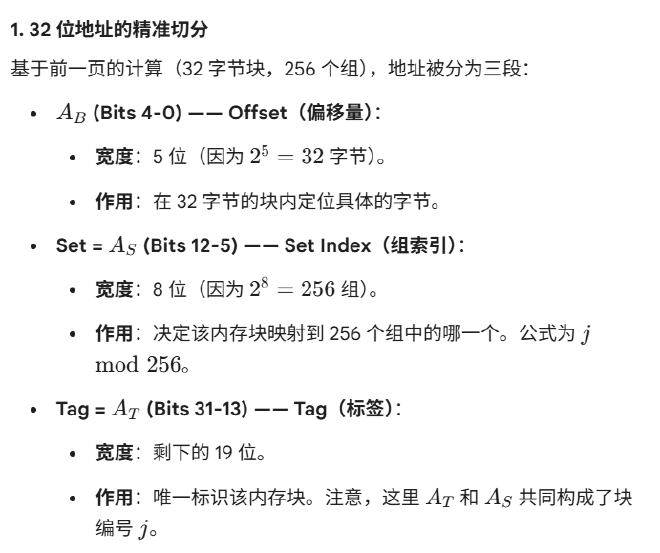 1. 32 位地址的精准切分
基于前一页的计算（32 字节块，256 个组），地址被分为三段：
• A_B (Bits 4-0) —— Offset（偏移量）：
• 宽度：5 位（因为 2^5 = 32 字节）。
• 作用：在 32 字节的块内定位具体的字节。
• Set = A_S (Bits 12-5) —— Set Index（组索引）：
• 宽度：8 位（因为 2^8 = 256 组）。
• 作用：决定该内存块映射到 256 个组中的哪一个。公式为 j
mod 256。
• Tag = A_T (Bits 31-13) —— Tag（标签）：
• 宽度：剩下的 19 位。
• 作用：唯一标识该内存块。注意，这里 A_T 和 A_S 共同构成了块
编号 j。